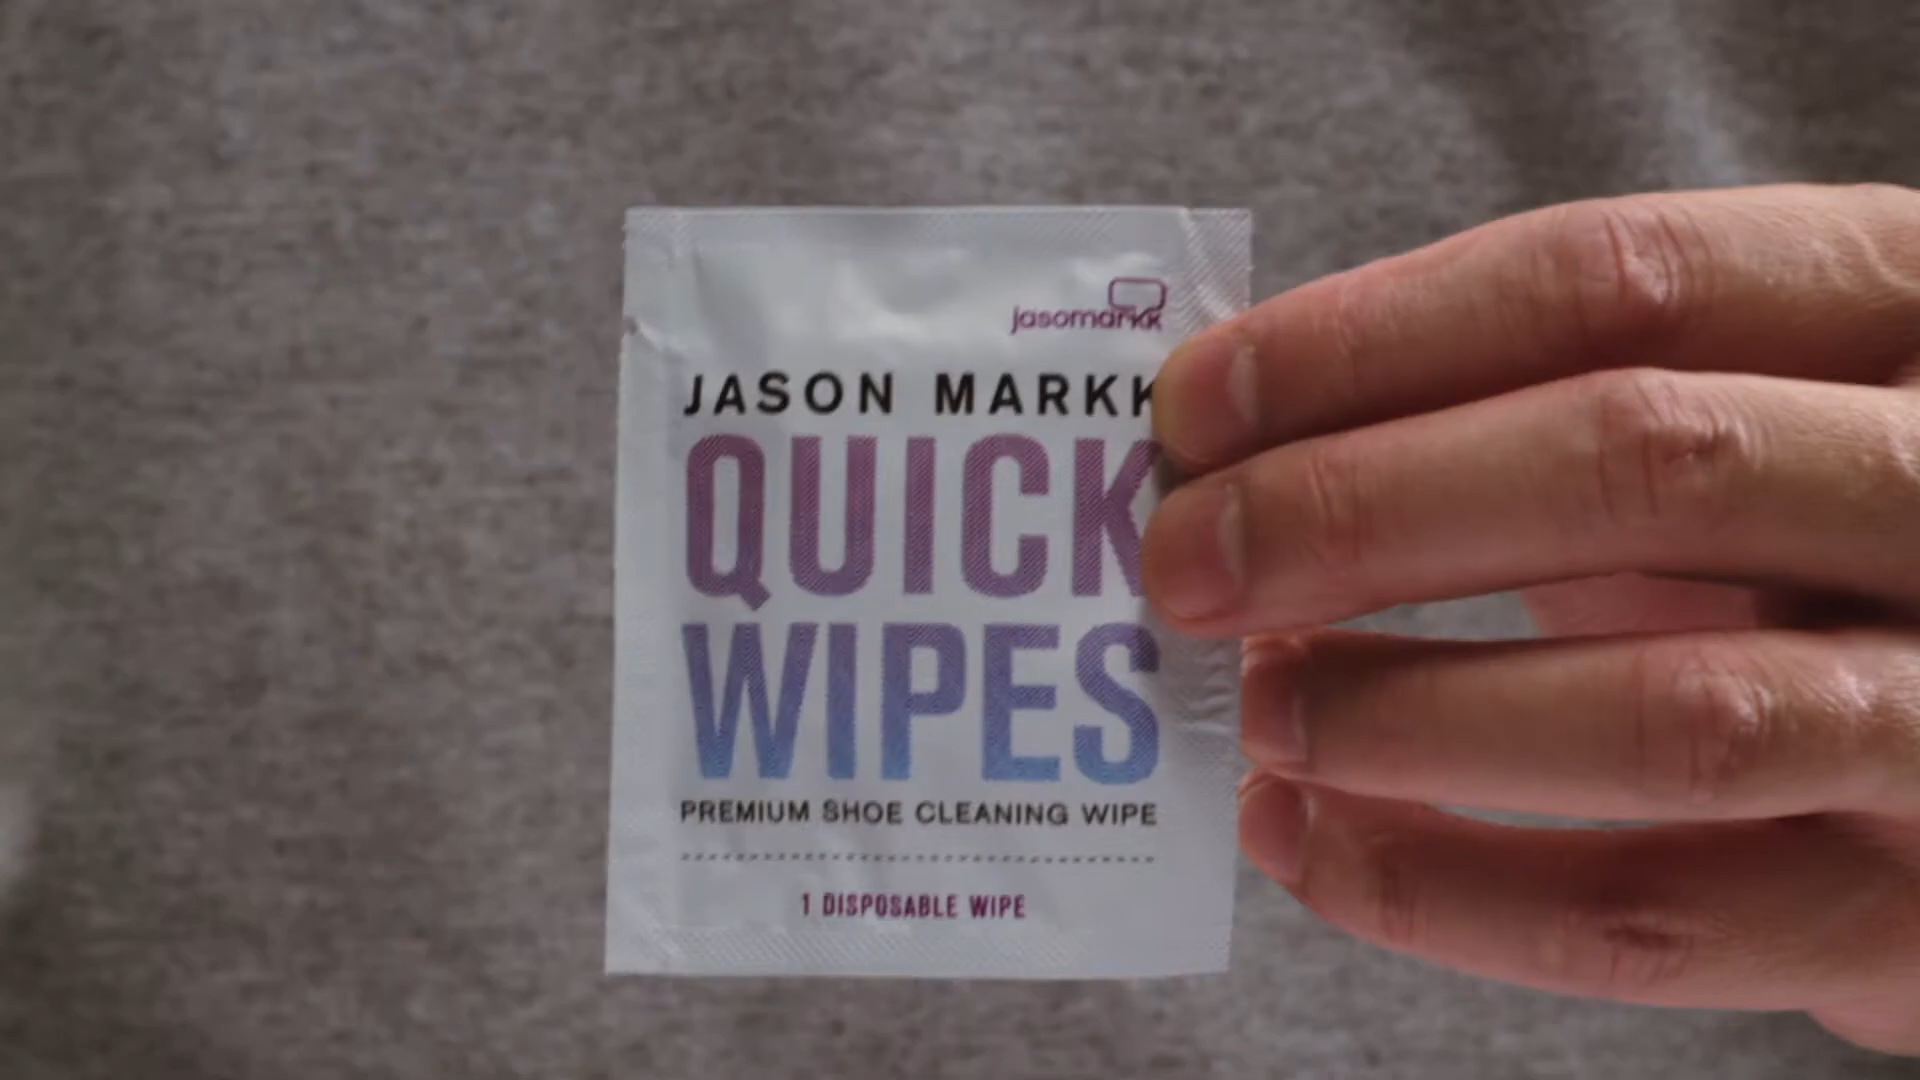 jasonmarkk
JASON MARKK
QUICK
WIPES
PREMIUM SHOE CLEANING WIPE
1 DISPOSABLE WIPE